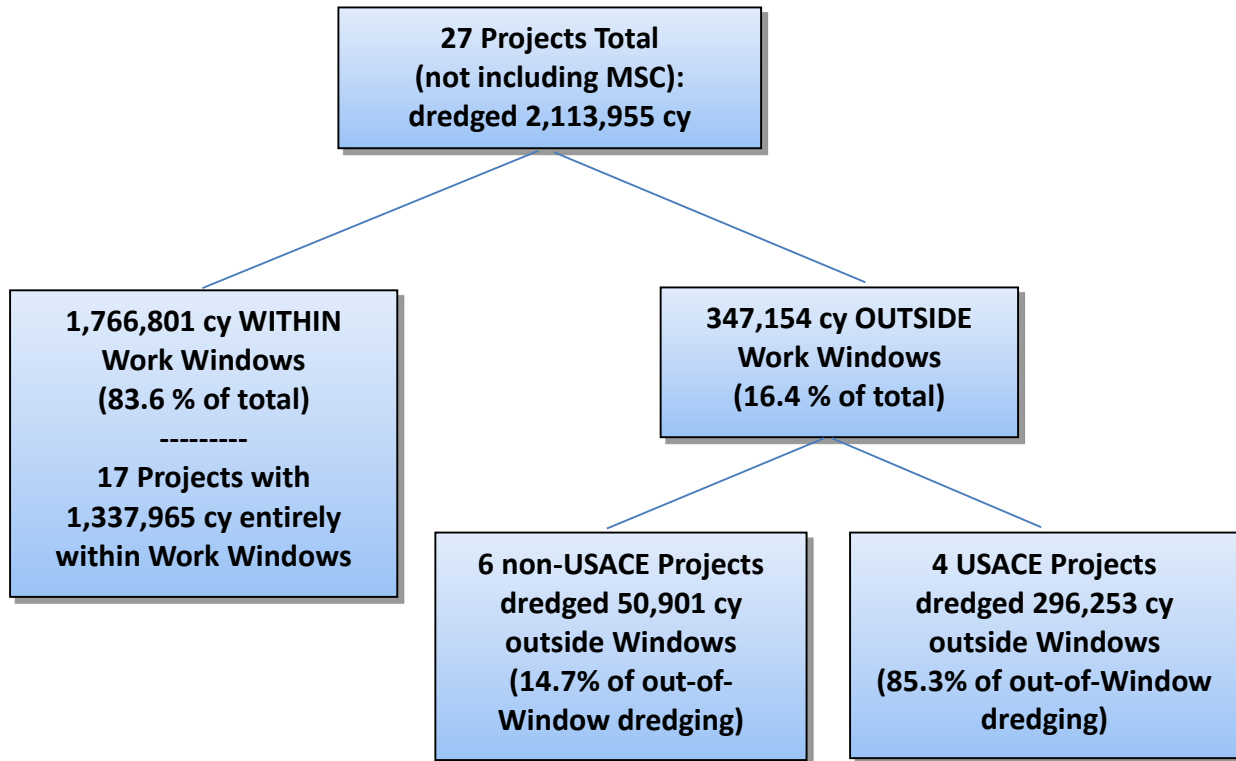 27 Projects Total
(not including MSC):
dredged 2,113,955 cy
1,766,801 cy WITHIN
Work Windows
(83.6 % of total)
---------
17 Projects with
1,337,965 cy entirely
within Work Windows
347,154 cy OUTSIDE
Work Windows
(16.4 % of total)
6 non-USACE Projects
dredged 50,901 cy
outside Windows
(14.7% of out-of-
Window dredging)
4 USACE Projects
dredged 296,253 cy
outside Windows
(85.3% of out-of-Window
dredging)